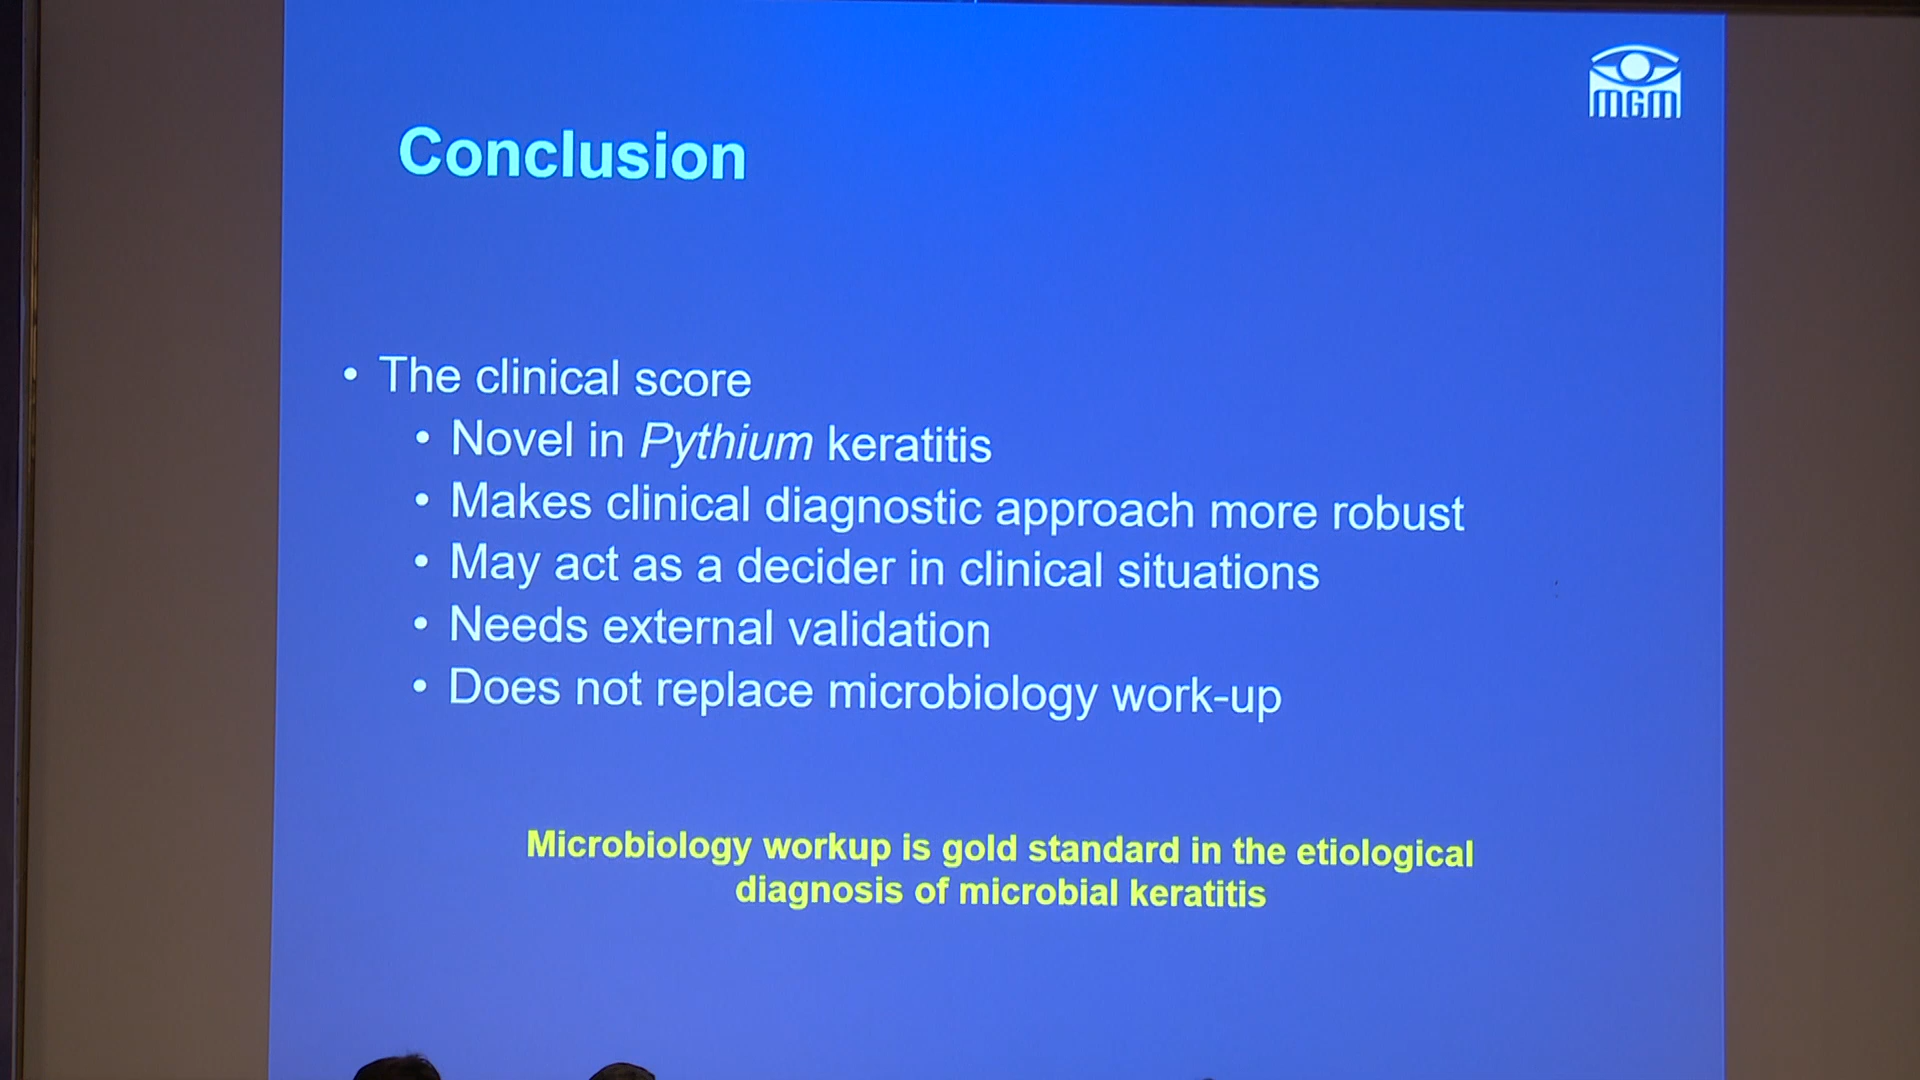 MGM
Conclusion
• The clinical score
• Novel in Pythium keratitis
• Makes clinical diagnostic approach more robust
• May act as a decider in clinical situations
• Needs external validation
• Does not replace microbiology work-up
Microbiology workup is gold standard in the etiological
diagnosis of microbial keratitis